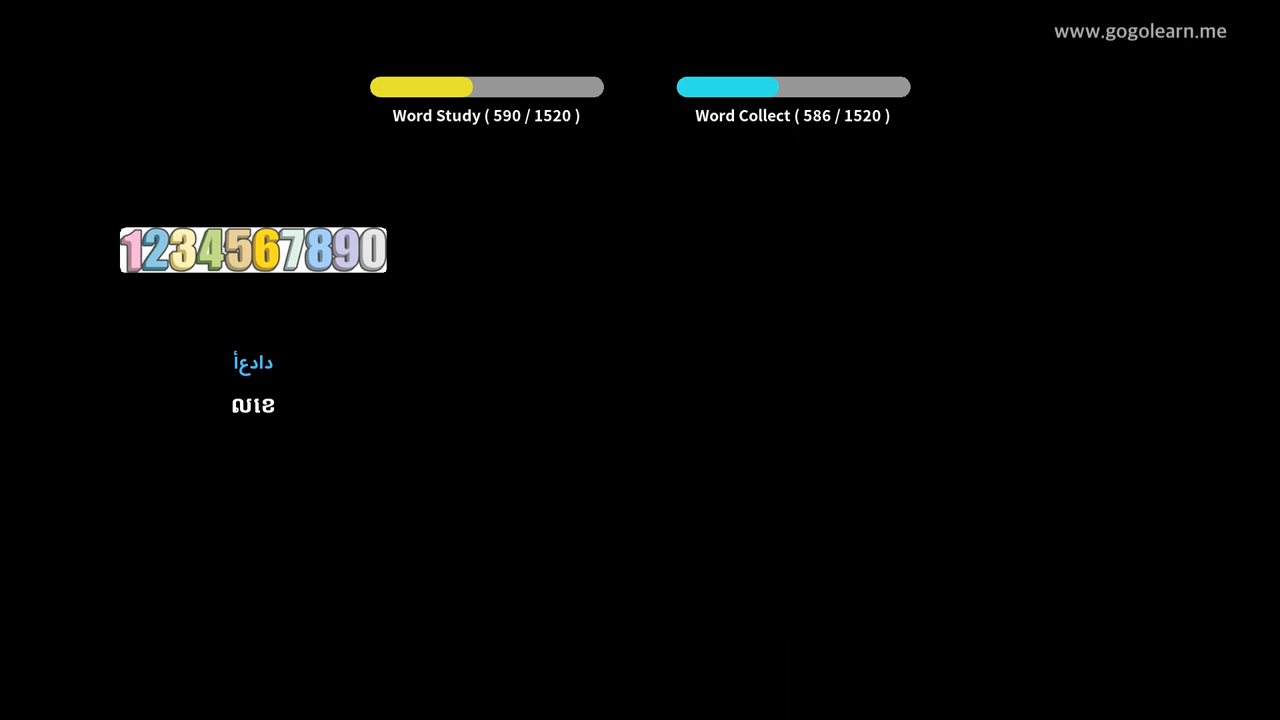 www.gogolearn.me
Word Study ( 590 / 1520 )
Word Collect ( 586 / 1520 )
1234567890
أعداد
លេខ